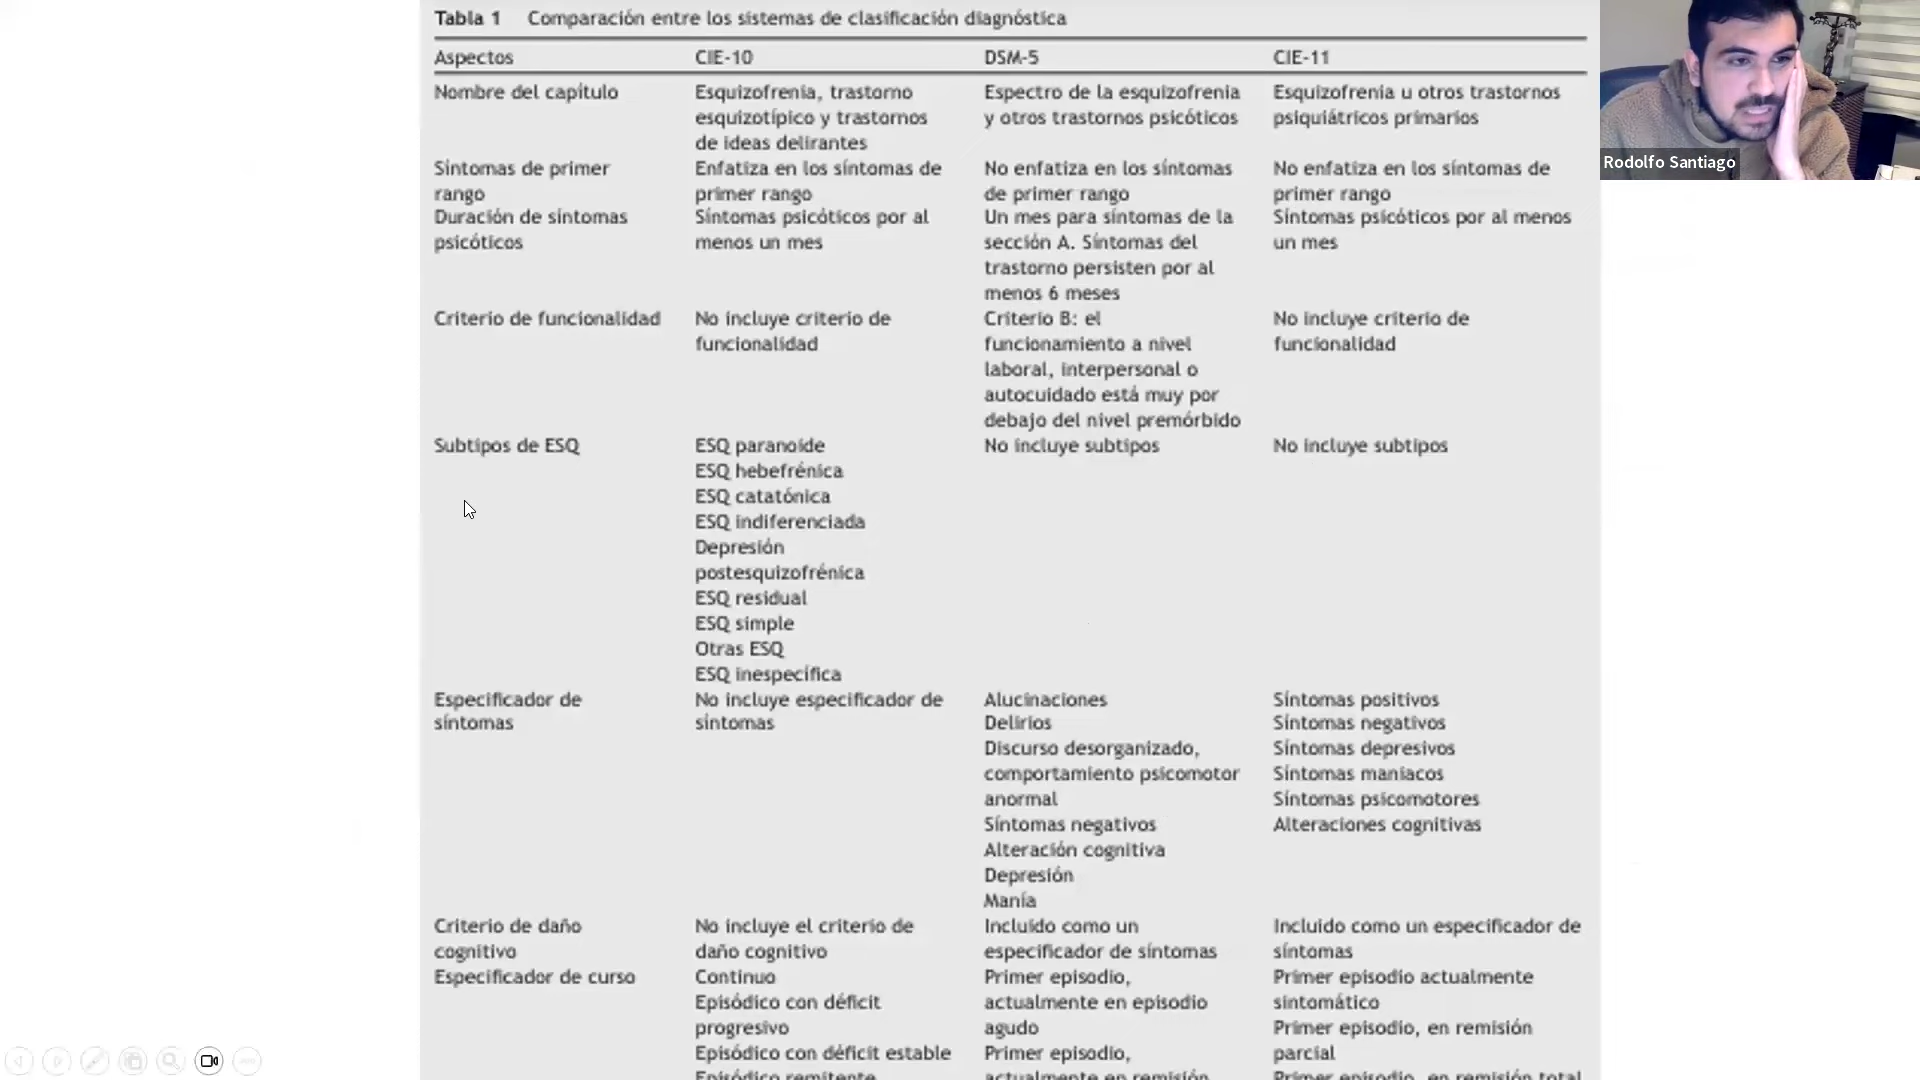 Tabla 1 Comparación entre los sistemas de clasificación diagnóstica
Aspectos CIE-10 DSM-5 CIE-11
Nombre del capítulo Esquizofrenia, trastorno Espectro de la esquizofrenia Esquizofrenia u otros trastornos
esquizotípico y trastornos y otros trastornos psicóticos psiquiátricos primarios
de ideas delirantes
Síntomas de primer Enfatiza en los síntomas de No enfatiza en los síntomas No enfatiza en los síntomas de
rango primer rango de primer rango primer rango
Duración de síntomas Síntomas psicóticos por al Un mes para síntomas de la Síntomas psicóticos por al menos
psicóticos menos un mes sección A. Síntomas del un mes
trastorno persisten por al
menos 6 meses
Criterio de funcionalidad No incluye criterio de Criterio B: el No incluye criterio de
funcionalidad funcionamiento a nivel funcionalidad
laboral, interpersonal o
autocuidado está muy por
debajo del nivel premórbido
Subtipos de ESQ ESQ paranoide No incluye subtipos No incluye subtipos
ESQ hebefrénica
ESQ catatónica
ESQ indiferenciada
Depresión
postesquizofrénica
ESQ residual
ESQ simple
Otras ESQ
ESQ inespecífica
Especificador de No incluye especificador de Alucinaciones Síntomas positivos
síntomas síntomas Delirios Síntomas negativos
Discurso desorganizado, Síntomas depresivos
comportamiento psicomotor Síntomas maníacos
anormal Síntomas psicomotores
Síntomas negativos Alteraciones cognitivas
Alteración cognitiva
Depresión
Manía
Criterio de daño No incluye el criterio de Incluido como un Incluido como un especificador de
cognitivo daño cognitivo especificador de síntomas síntomas
Especificador de curso Continuo Primer episodio, Primer episodio actualmente
Episódico con déficit actualmente en episodio sintomático
progresivo agudo Primer episodio, en remisión
Episódico con déficit estable Primer episodio, parcial
Episódico remitente actualmente en remisión Primer episodio, en remisión total
Rodolfo Santiago